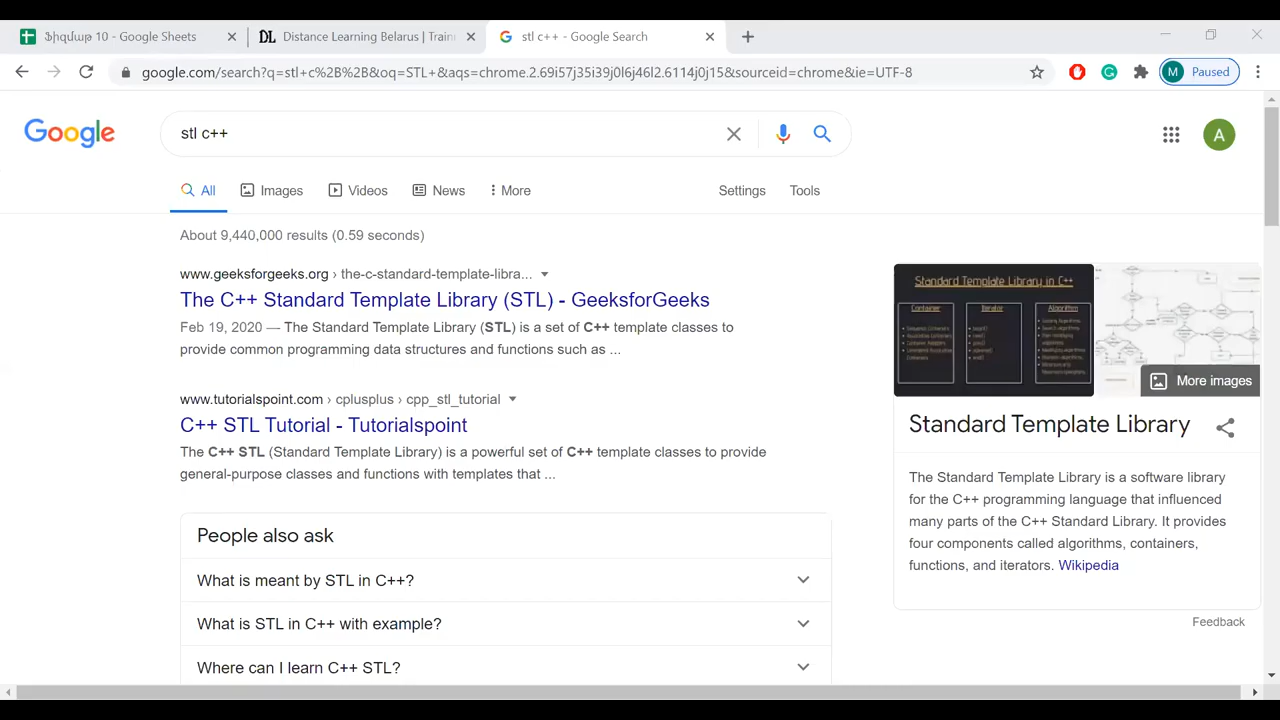 Ֆիզմաթ 10 - Google Sheets
DL Distance Learning Belarus | Traini
stl c++ - Google Search
google.com/search?q=stl+c%2B%2B&oq=STL+&aqs=chrome.2.69i57j35i39j0l6j46l2.6114j0j15&sourceid=chrome&ie=UTF-8
M Paused
Google
stl c++
A
All
Images
Videos
News
More
Settings
Tools
About 9,440,000 results (0.59 seconds)
www.geeksforgeeks.org › the-c-standard-template-libra...
The C++ Standard Template Library (STL) - GeeksforGeeks
Feb 19, 2020 — The Standard Template Library (STL) is a set of C++ template classes to
provide common programming data structures and functions such as ...
www.tutorialspoint.com › cplusplus › cpp_stl_tutorial
C++ STL Tutorial - Tutorialspoint
The C++ STL (Standard Template Library) is a powerful set of C++ template classes to provide
general-purpose classes and functions with templates that ...
People also ask
What is meant by STL in C++?
What is STL in C++ with example?
Where can I learn C++ STL?
Standard Template Library in C++
Container
Iterator
Algorithm
More images
Standard Template Library
The Standard Template Library is a software library
for the C++ programming language that influenced
many parts of the C++ Standard Library. It provides
four components called algorithms, containers,
functions, and iterators. Wikipedia
Feedback